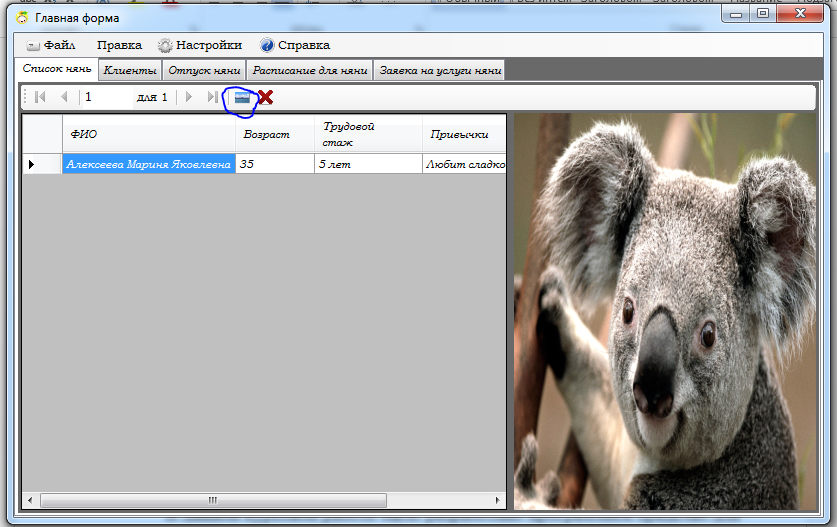 Главная форма
Файл Правка Настройки Справка
Список нянь Клиенты Отпуск няни Расписание для няни Заявка на услуги няни
1 для 1
ФИО Возраст Трудовой стаж Привычки
Алексеева Мариня Яковлевна 35 5 лет Любит сладко